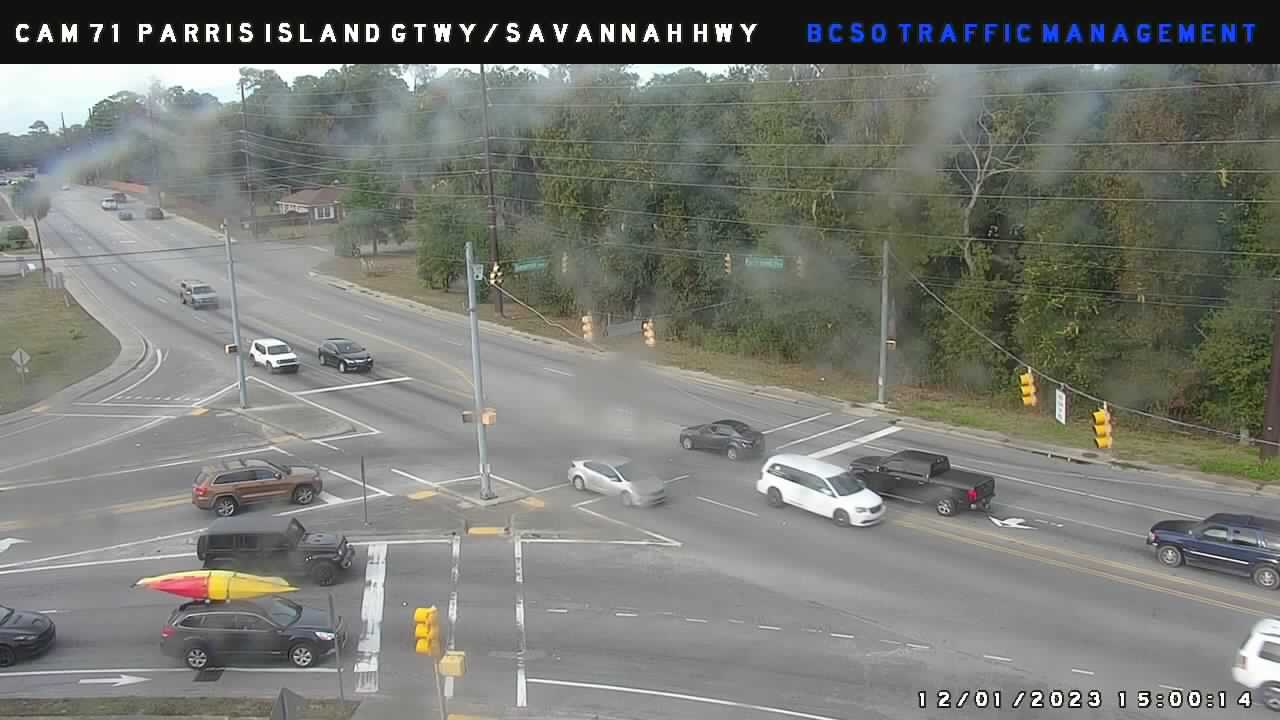 CAM 71 PARRIS ISLAND GTWY/SAVANNAH HWY
BCSO TRAFFIC MANAGEMENT
12/01/2023 15:00:14